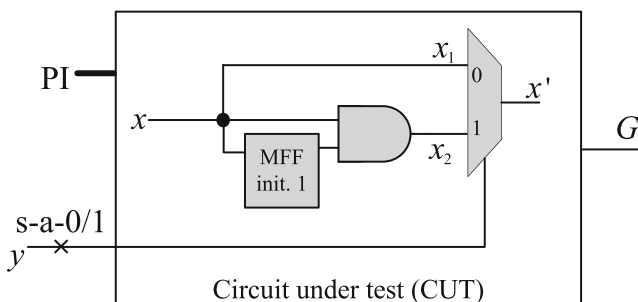 x₁
0
x'
PI
x
MFF
init. 1
1
x₂
G
s-a-0/1
y
Circuit under test (CUT)